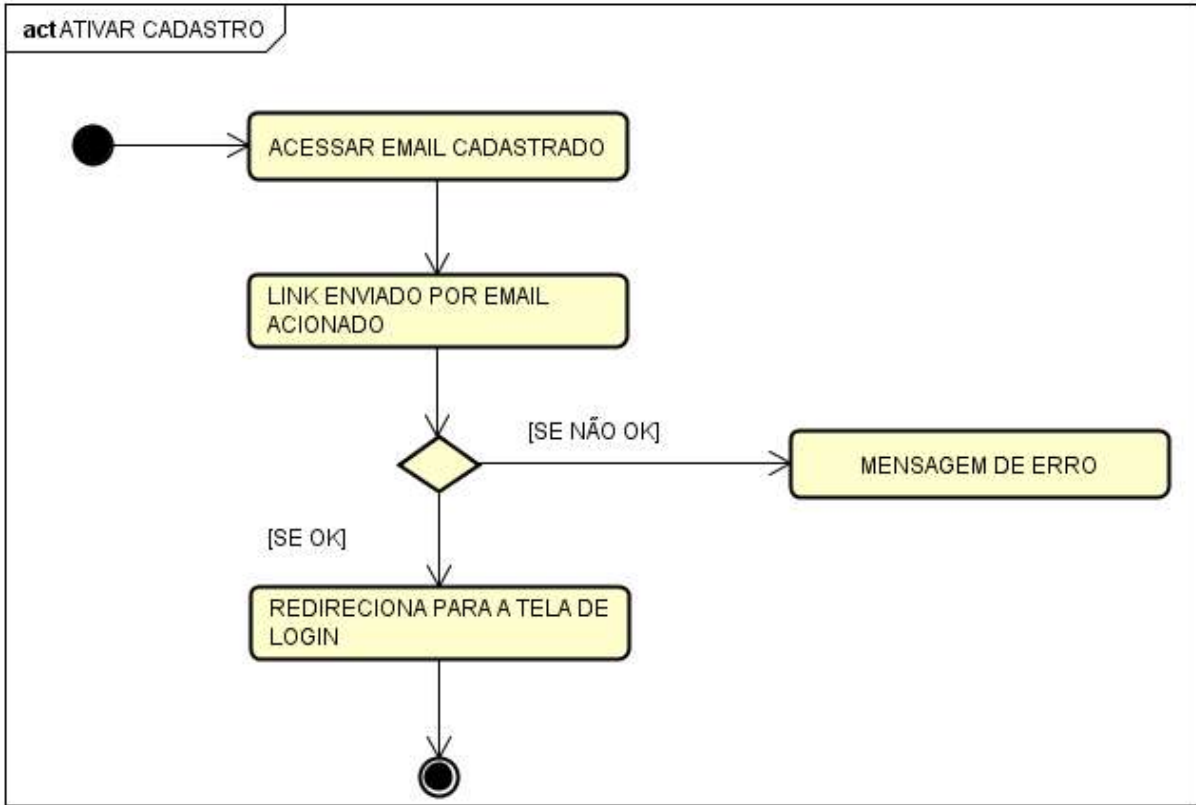 act ATIVAR CADASTRO
ACESSAR EMAIL CADASTRADO
LINK ENVIADO POR EMAIL
ACIONADO
[SE NÃO OK]
MENSAGEM DE ERRO
[SE OK]
REDIRECIONA PARA A TELA DE
LOGIN